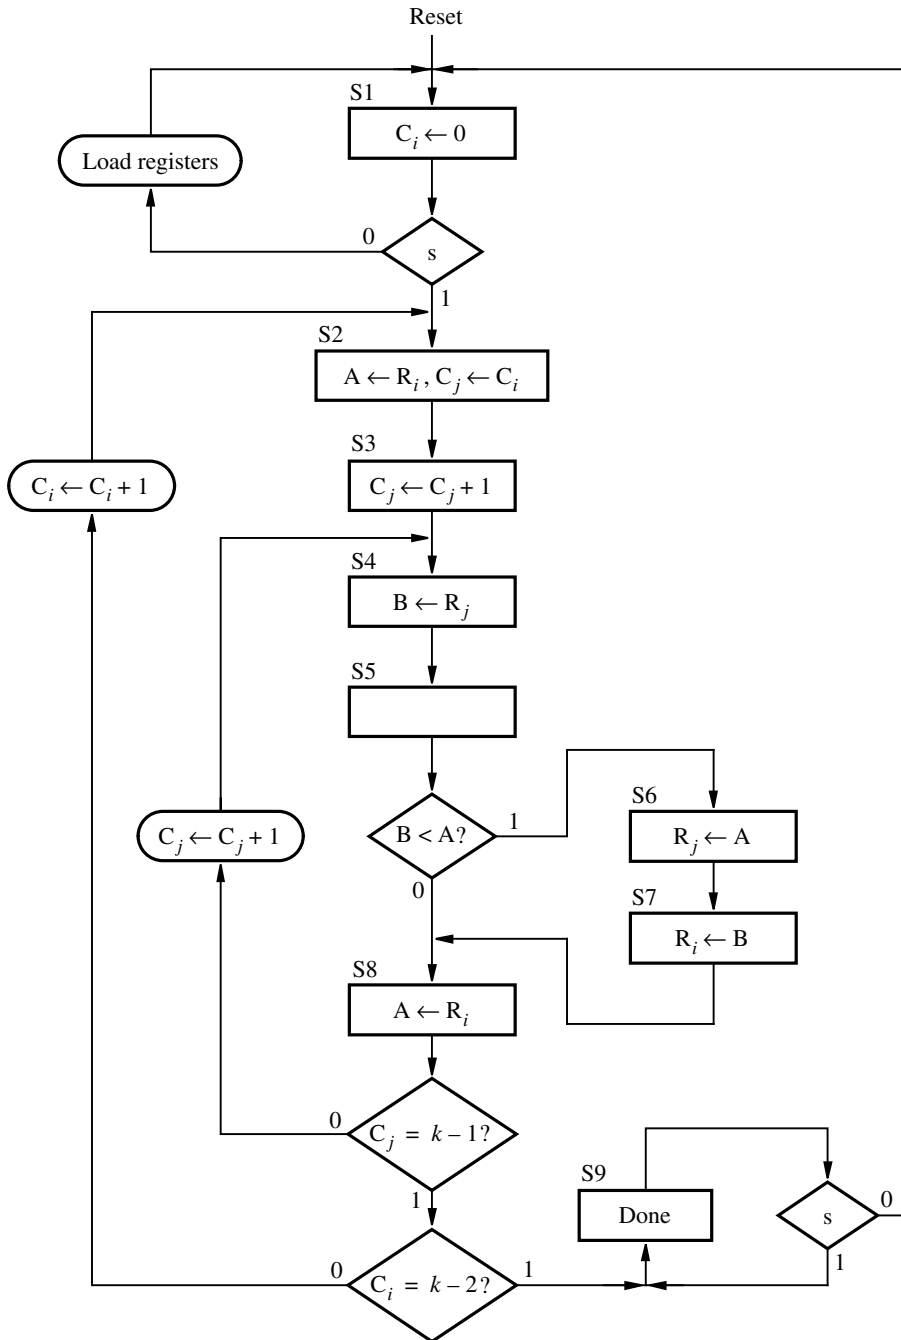 Reset
S1
C_i ← 0
Load registers
0
s
1
S2
A ← R_i , C_j ← C_i
S3
C_i ← C_i + 1
C_j ← C_j + 1
S4
B ← R_j
S5
S6
C_j ← C_j + 1
B < A?
1
R_j ← A
0
S7
R_i ← B
S8
A ← R_i
0
C_j = k – 1?
S9
1
Done
s
0
0
C_i = k – 2?
1
1